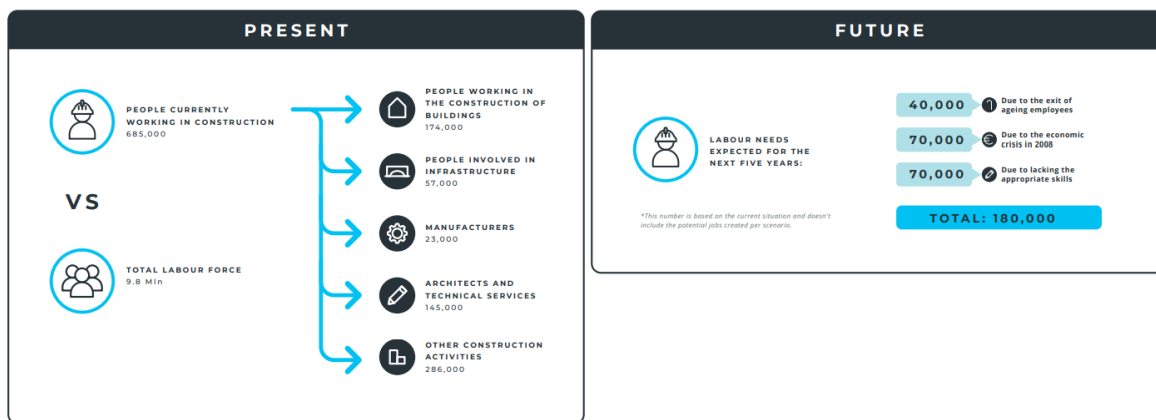 PRESENT
PEOPLE CURRENTLY
WORKING IN CONSTRUCTION
685,000
VS
TOTAL LABOUR FORCE
9.8 Mln
PEOPLE WORKING IN
THE CONSTRUCTION OF
BUILDINGS
174,000
PEOPLE INVOLVED IN
INFRASTRUCTURE
57,000
MANUFACTURERS
23,000
ARCHITECTS AND
TECHNICAL SERVICES
145,000
OTHER CONSTRUCTION
ACTIVITIES
286,000
FUTURE
LABOUR NEEDS
EXPECTED FOR THE
NEXT FIVE YEARS:
40,000
Due to the exit of
ageing employees
70,000
€
Due to the economic
crisis in 2008
70,000
Due to lacking the
appropriate skills
TOTAL: 180,000
*This number is based on the current situation and doesn't
include the potential jobs created per scenario.